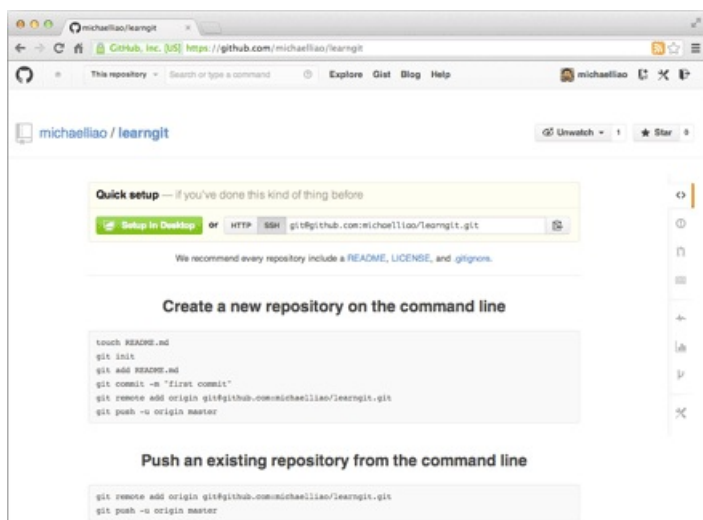 michaelliao/learngit
GitHub, Inc. [US] https://github.com/michaelliao/learngit
This repository Search or type a command Explore Gist Blog Help michaelliao
michaelliao / learngit Unwatch 1 Star 0
Quick setup — if you've done this kind of thing before
Setup in Desktop or HTTP SSH git@github.com:michaelliao/learngit.git
We recommend every repository include a README, LICENSE, and .gitignore.
Create a new repository on the command line
touch README.md
git init
git add README.md
git commit -m "first commit"
git remote add origin git@github.com:michaelliao/learngit.git
git push -u origin master
Push an existing repository from the command line
git remote add origin git@github.com:michaelliao/learngit.git
git push -u origin master